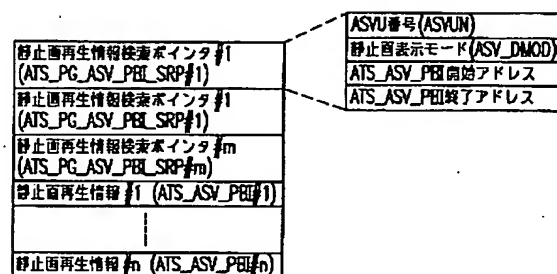 静止画再生情報検索ポインタ#1
(ATS_PG_ASV_PBI_SRP#1)
静止画再生情報検索ポインタ#1
(ATS_PG_ASV_PBI_SRP#1)
静止画再生情報検索ポインタ#m
(ATS_PG_ASV_PBI_SRP#m)
静止画再生情報#1 (ATS_ASV_PBI#1)
静止画再生情報#n (ATS_ASV_PBI#n)
ASVU番号(ASVUN)
静止画表示モード(ASV_DMOD)
ATS_ASV_PBI開始アドレス
ATS_ASV_PBI終了アドレス